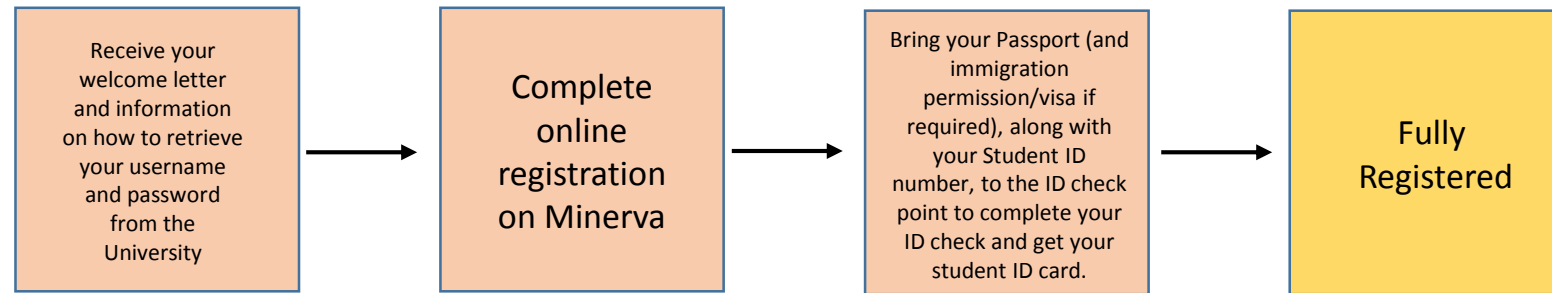 Receive your
welcome letter
and information
on how to retrieve
your username
and password
from the
University
Complete
online
registration
on Minerva
Bring your Passport (and
immigration
permission/visa if
required), along with
your Student ID
number, to the ID check
point to complete your
ID check and get your
student ID card.
Fully
Registered